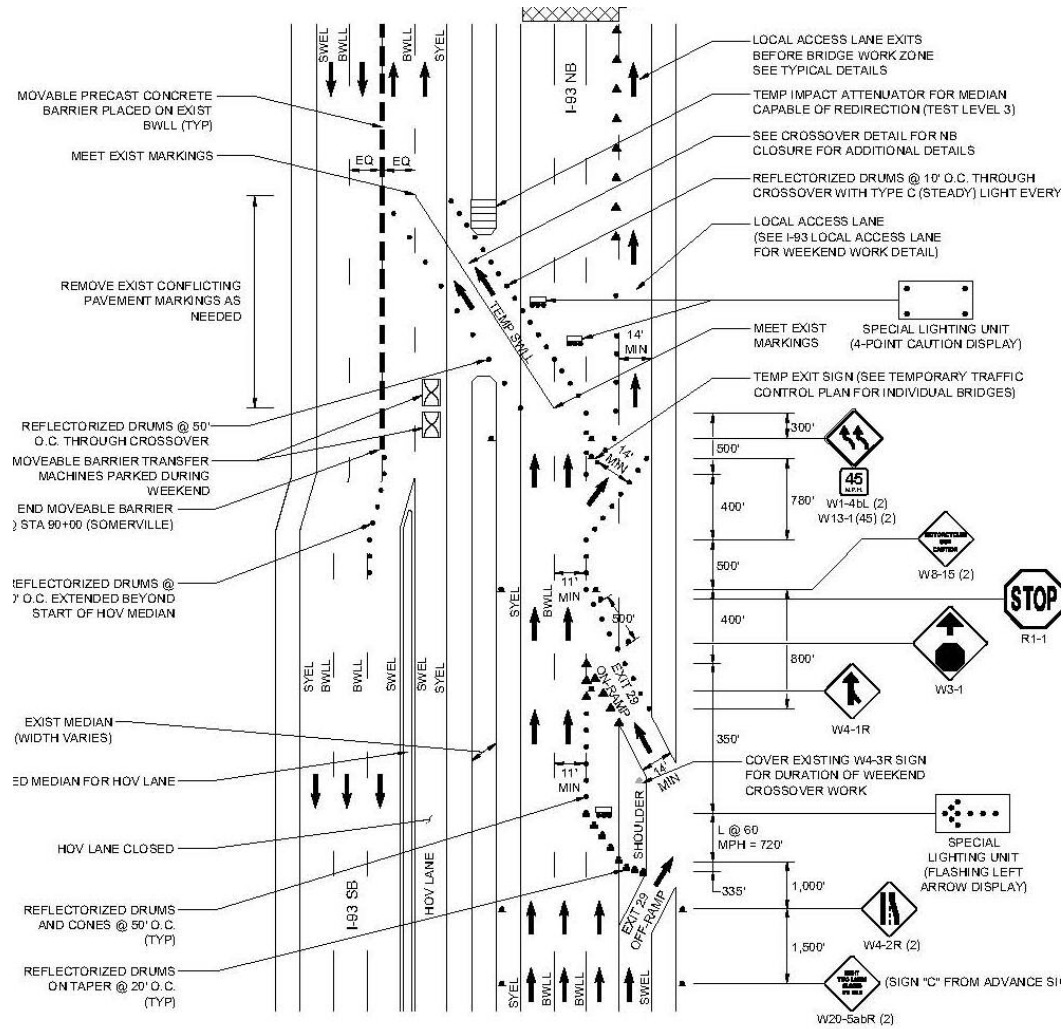 SWEL
BWLL
BWLL
SYEL
I-93 NB
LOCAL ACCESS LANE EXITS
BEFORE BRIDGE WORK ZONE
SEE TYPICAL DETAILS
MOVABLE PRECAST CONCRETE
BARRIER PLACED ON EXIST
BWLL (TYP)
TEMP IMPACT ATTENUATOR FOR MEDIAN
CAPABLE OF REDIRECTION (TEST LEVEL 3)
MEET EXIST MARKINGS
EQ
EQ
SEE CROSSOVER DETAIL FOR NB
CLOSURE FOR ADDITIONAL DETAILS
REFLECTORIZED DRUMS @ 10' O.C. THROUGH
CROSSOVER WITH TYPE C (STEADY) LIGHT EVERY
LOCAL ACCESS LANE
(SEE I-93 LOCAL ACCESS LANE
FOR WEEKEND WORK DETAIL)
REMOVE EXIST CONFLICTING
PAVEMENT MARKINGS AS
NEEDED
TEMP SWLL
14'
MIN
MEET EXIST
MARKINGS
SPECIAL LIGHTING UNIT
(4-POINT CAUTION DISPLAY)
TEMP EXIT SIGN (SEE TEMPORARY TRAFFIC
CONTROL PLAN FOR INDIVIDUAL BRIDGES)
REFLECTORIZED DRUMS @ 50'
O.C. THROUGH CROSSOVER
MOVEABLE BARRIER TRANSFER
MACHINES PARKED DURING
WEEKEND
END MOVEABLE BARRIER
@ STA 90+00 (SOMERVILLE)
14'
MIN
300'
500'
400'
780'
500'
45
M.P.H.
W1-4bL (2)
W13-1(45) (2)
REFLECTORIZED DRUMS @
0' O.C. EXTENDED BEYOND
START OF HOV MEDIAN
11'
MIN
SYEL
BWLL
500'
400'
800'
350'
W8-15 (2)
STOP
R1-1
W3-1
W4-1R
SYEL
BWLL
BWLL
SWEL
SWEL
SYEL
EXIT 29
ON-RAMP
EXIST MEDIAN
(WIDTH VARIES)
ED MEDIAN FOR HOV LANE
11'
MIN
14'
MIN
COVER EXISTING W4-3R SIGN
FOR DURATION OF WEEKEND
CROSSOVER WORK
SHOULDER
HOV LANE CLOSED
L @ 60
MPH = 720'
SPECIAL
LIGHTING UNIT
(FLASHING LEFT
ARROW DISPLAY)
I-93 SB
HOV LANE
335'
1,000'
1,500'
REFLECTORIZED DRUMS
AND CONES @ 50' O.C.
(TYP)
EXIT 29
OFF-RAMP
W4-2R (2)
REFLECTORIZED DRUMS
ON TAPER @ 20' O.C.
(TYP)
SYEL
BWLL
BWLL
BWLL
SWEL
(SIGN "C" FROM ADVANCE SI
W20-5abR (2)